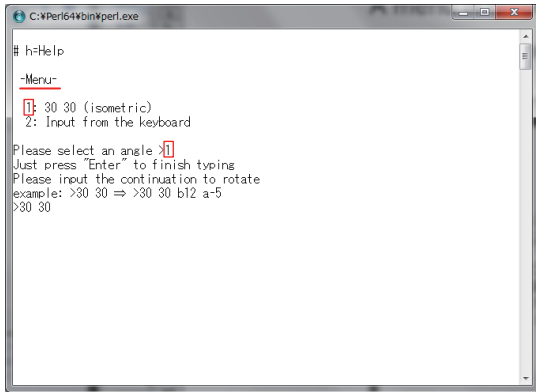 C:¥Perl64¥bin¥perl.exe
# h=Help
-Menu-
1: 30 30 (isometric)
2: Input from the keyboard
Please select an angle >1
Just press "Enter" to finish typing
Please input the continuation to rotate
example: >30 30 ⇒ >30 30 b12 a-5
>30 30